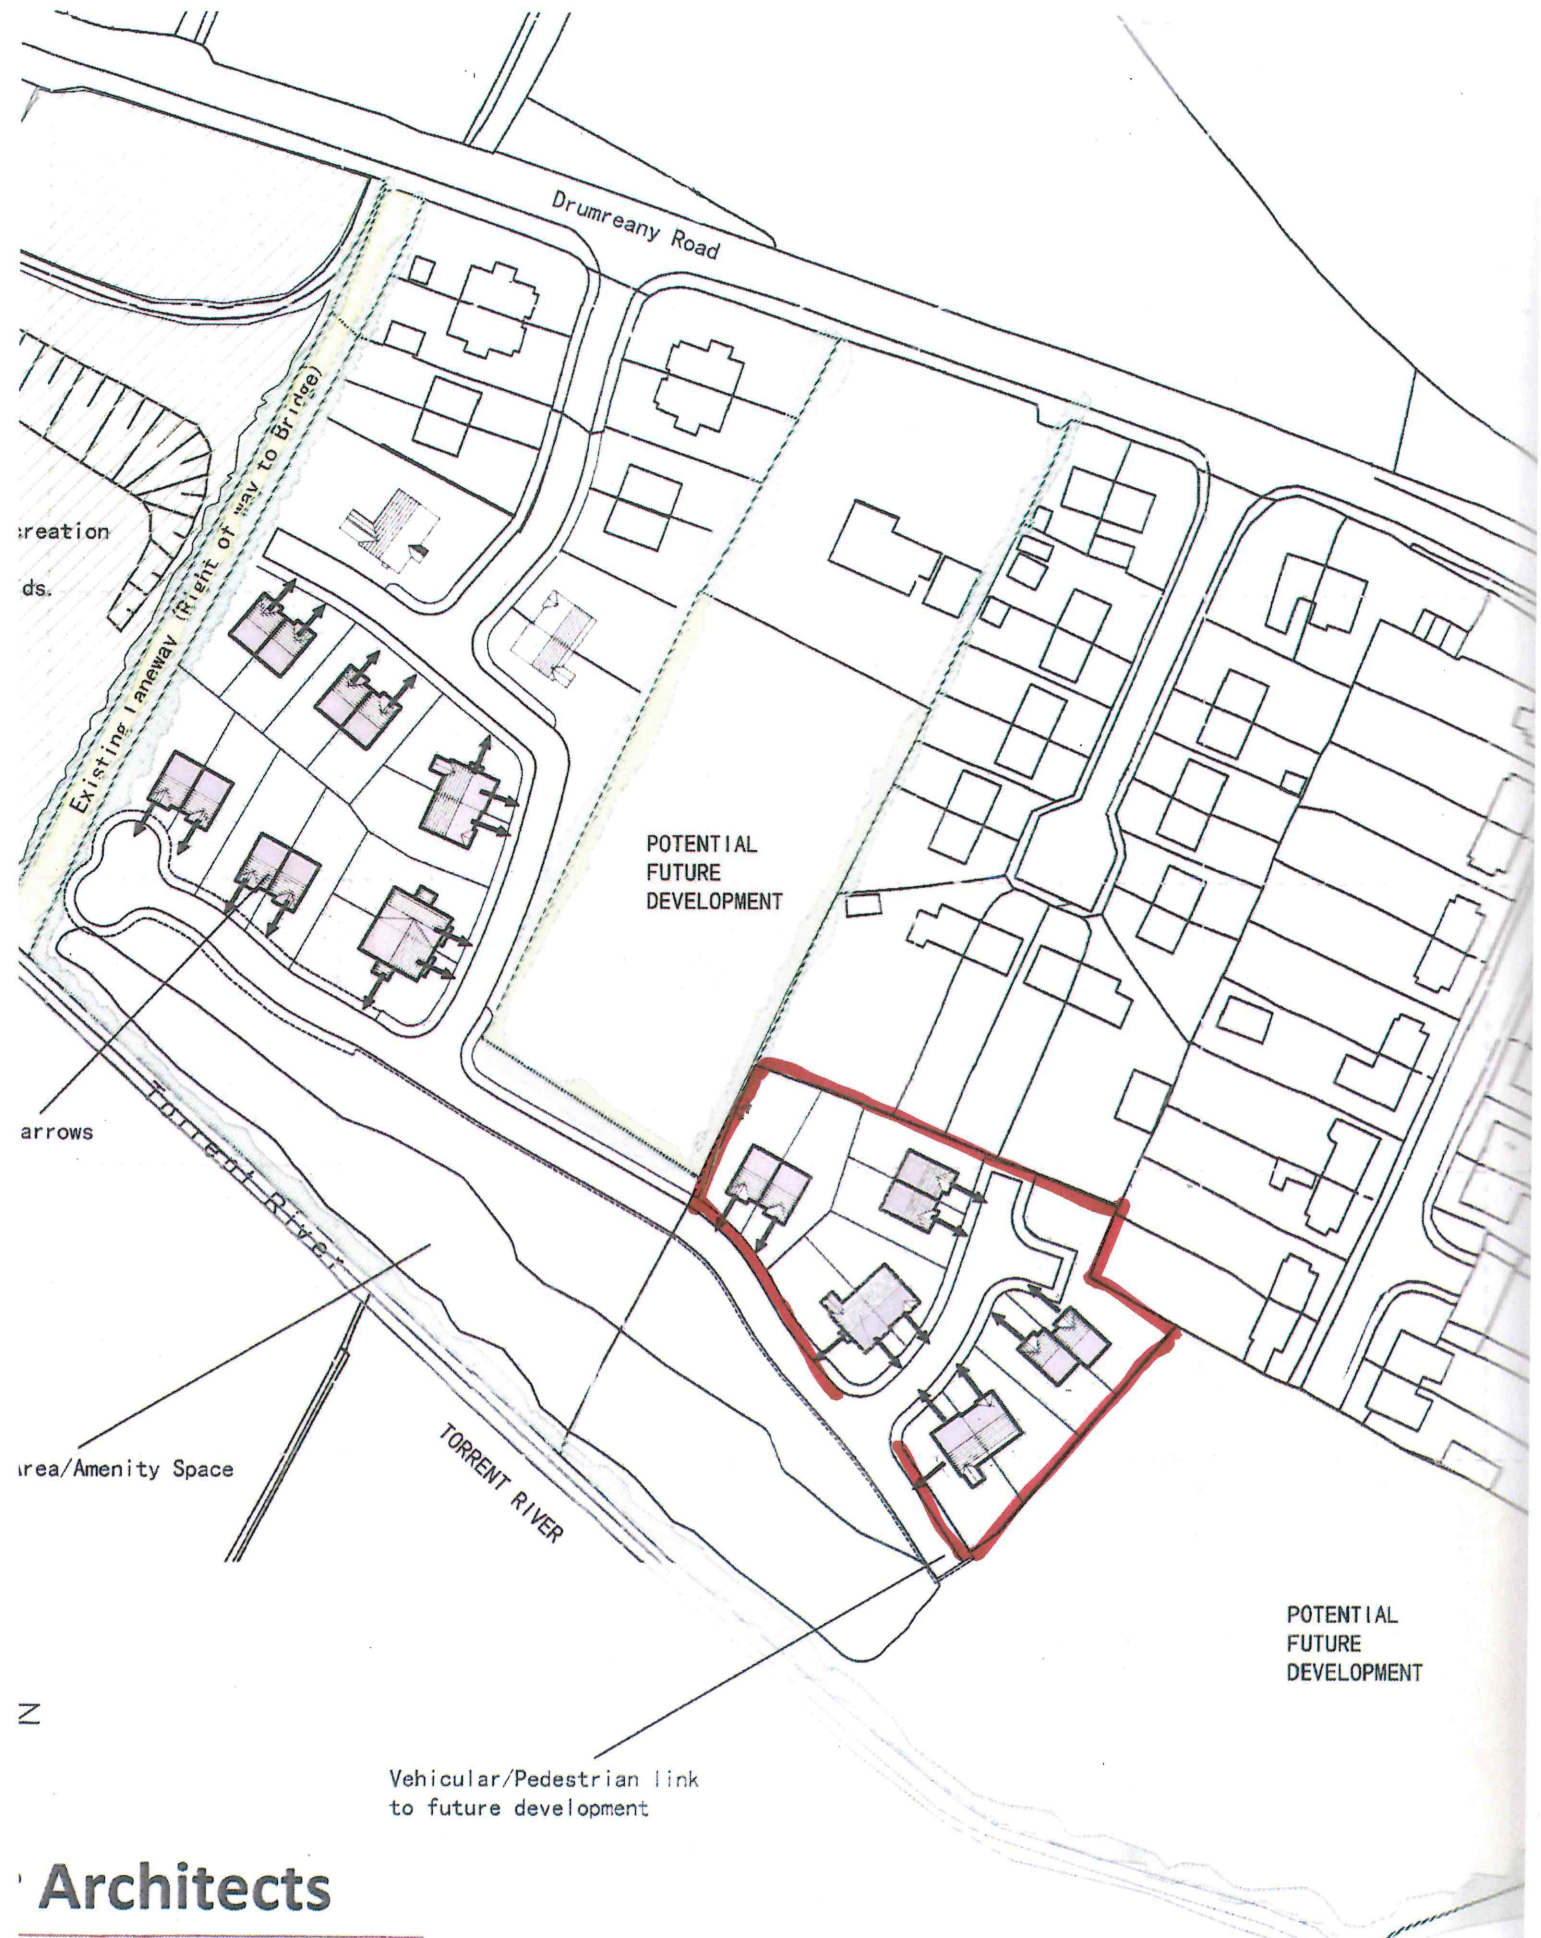 Drumreany Road
Existing Laneway (Right of way to Bridge)
creation
ds.
POTENTIAL
FUTURE
DEVELOPMENT
arrows
Torrent River
Area/Amenity Space
TORRENT RIVER
POTENTIAL
FUTURE
DEVELOPMENT
N
Vehicular/Pedestrian link
to future development
Architects